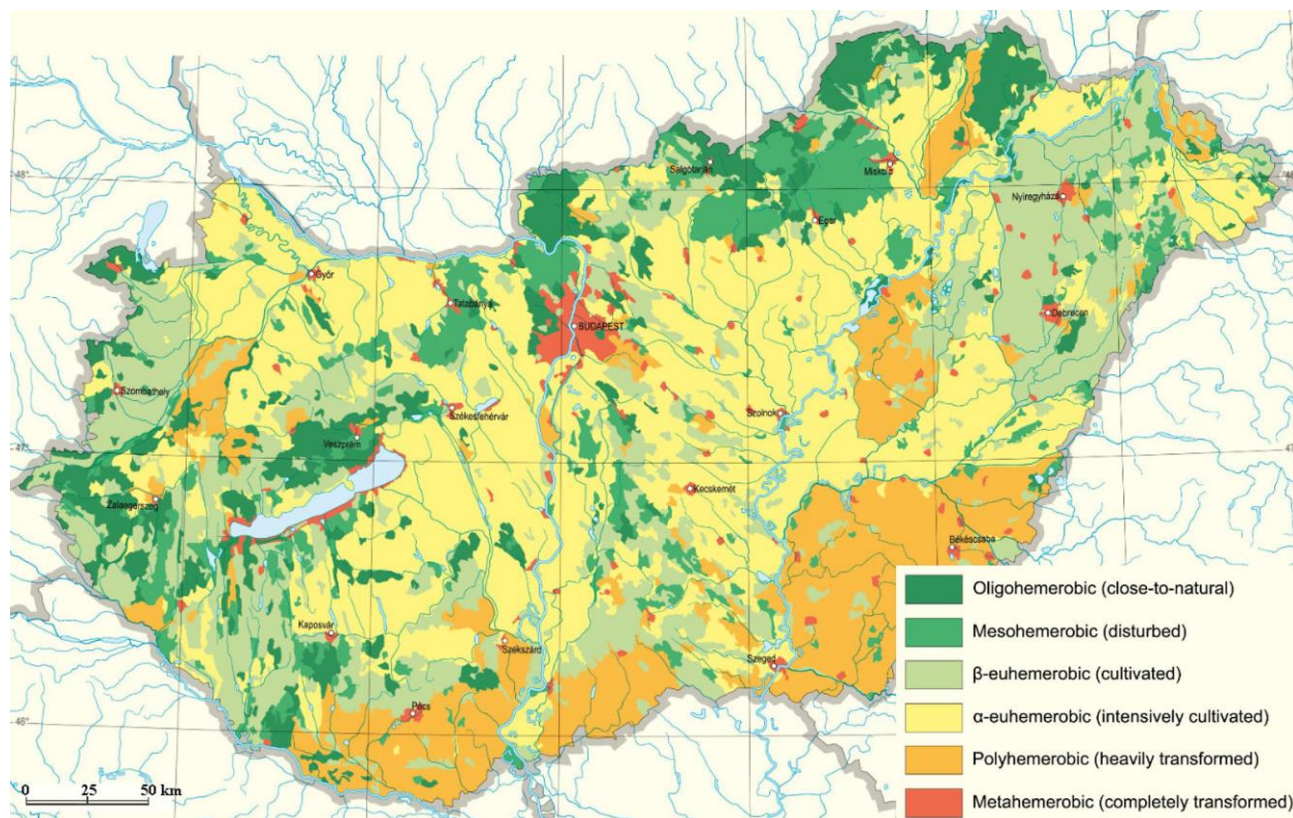 Salgótarján
Miskolc
48°
48
Nyíregyháza
Eger
Győr
Tatabánya
BUDAPEST
Debrecen
Szombathely
Székesfehérvár
Szolnok
Veszprém
47°
47
Kecskemét
Zalaegerszeg
Békéscsaba
Kaposvár
Szekszárd
Szeged
Pécs
46°
Oligohemerobic (close-to-natural)
Mesohemerobic (disturbed)
β-euhemerobic (cultivated)
α-euhemerobic (intensively cultivated)
Polyhemerobic (heavily transformed)
Metahemerobic (completely transformed)
0 25 50 km